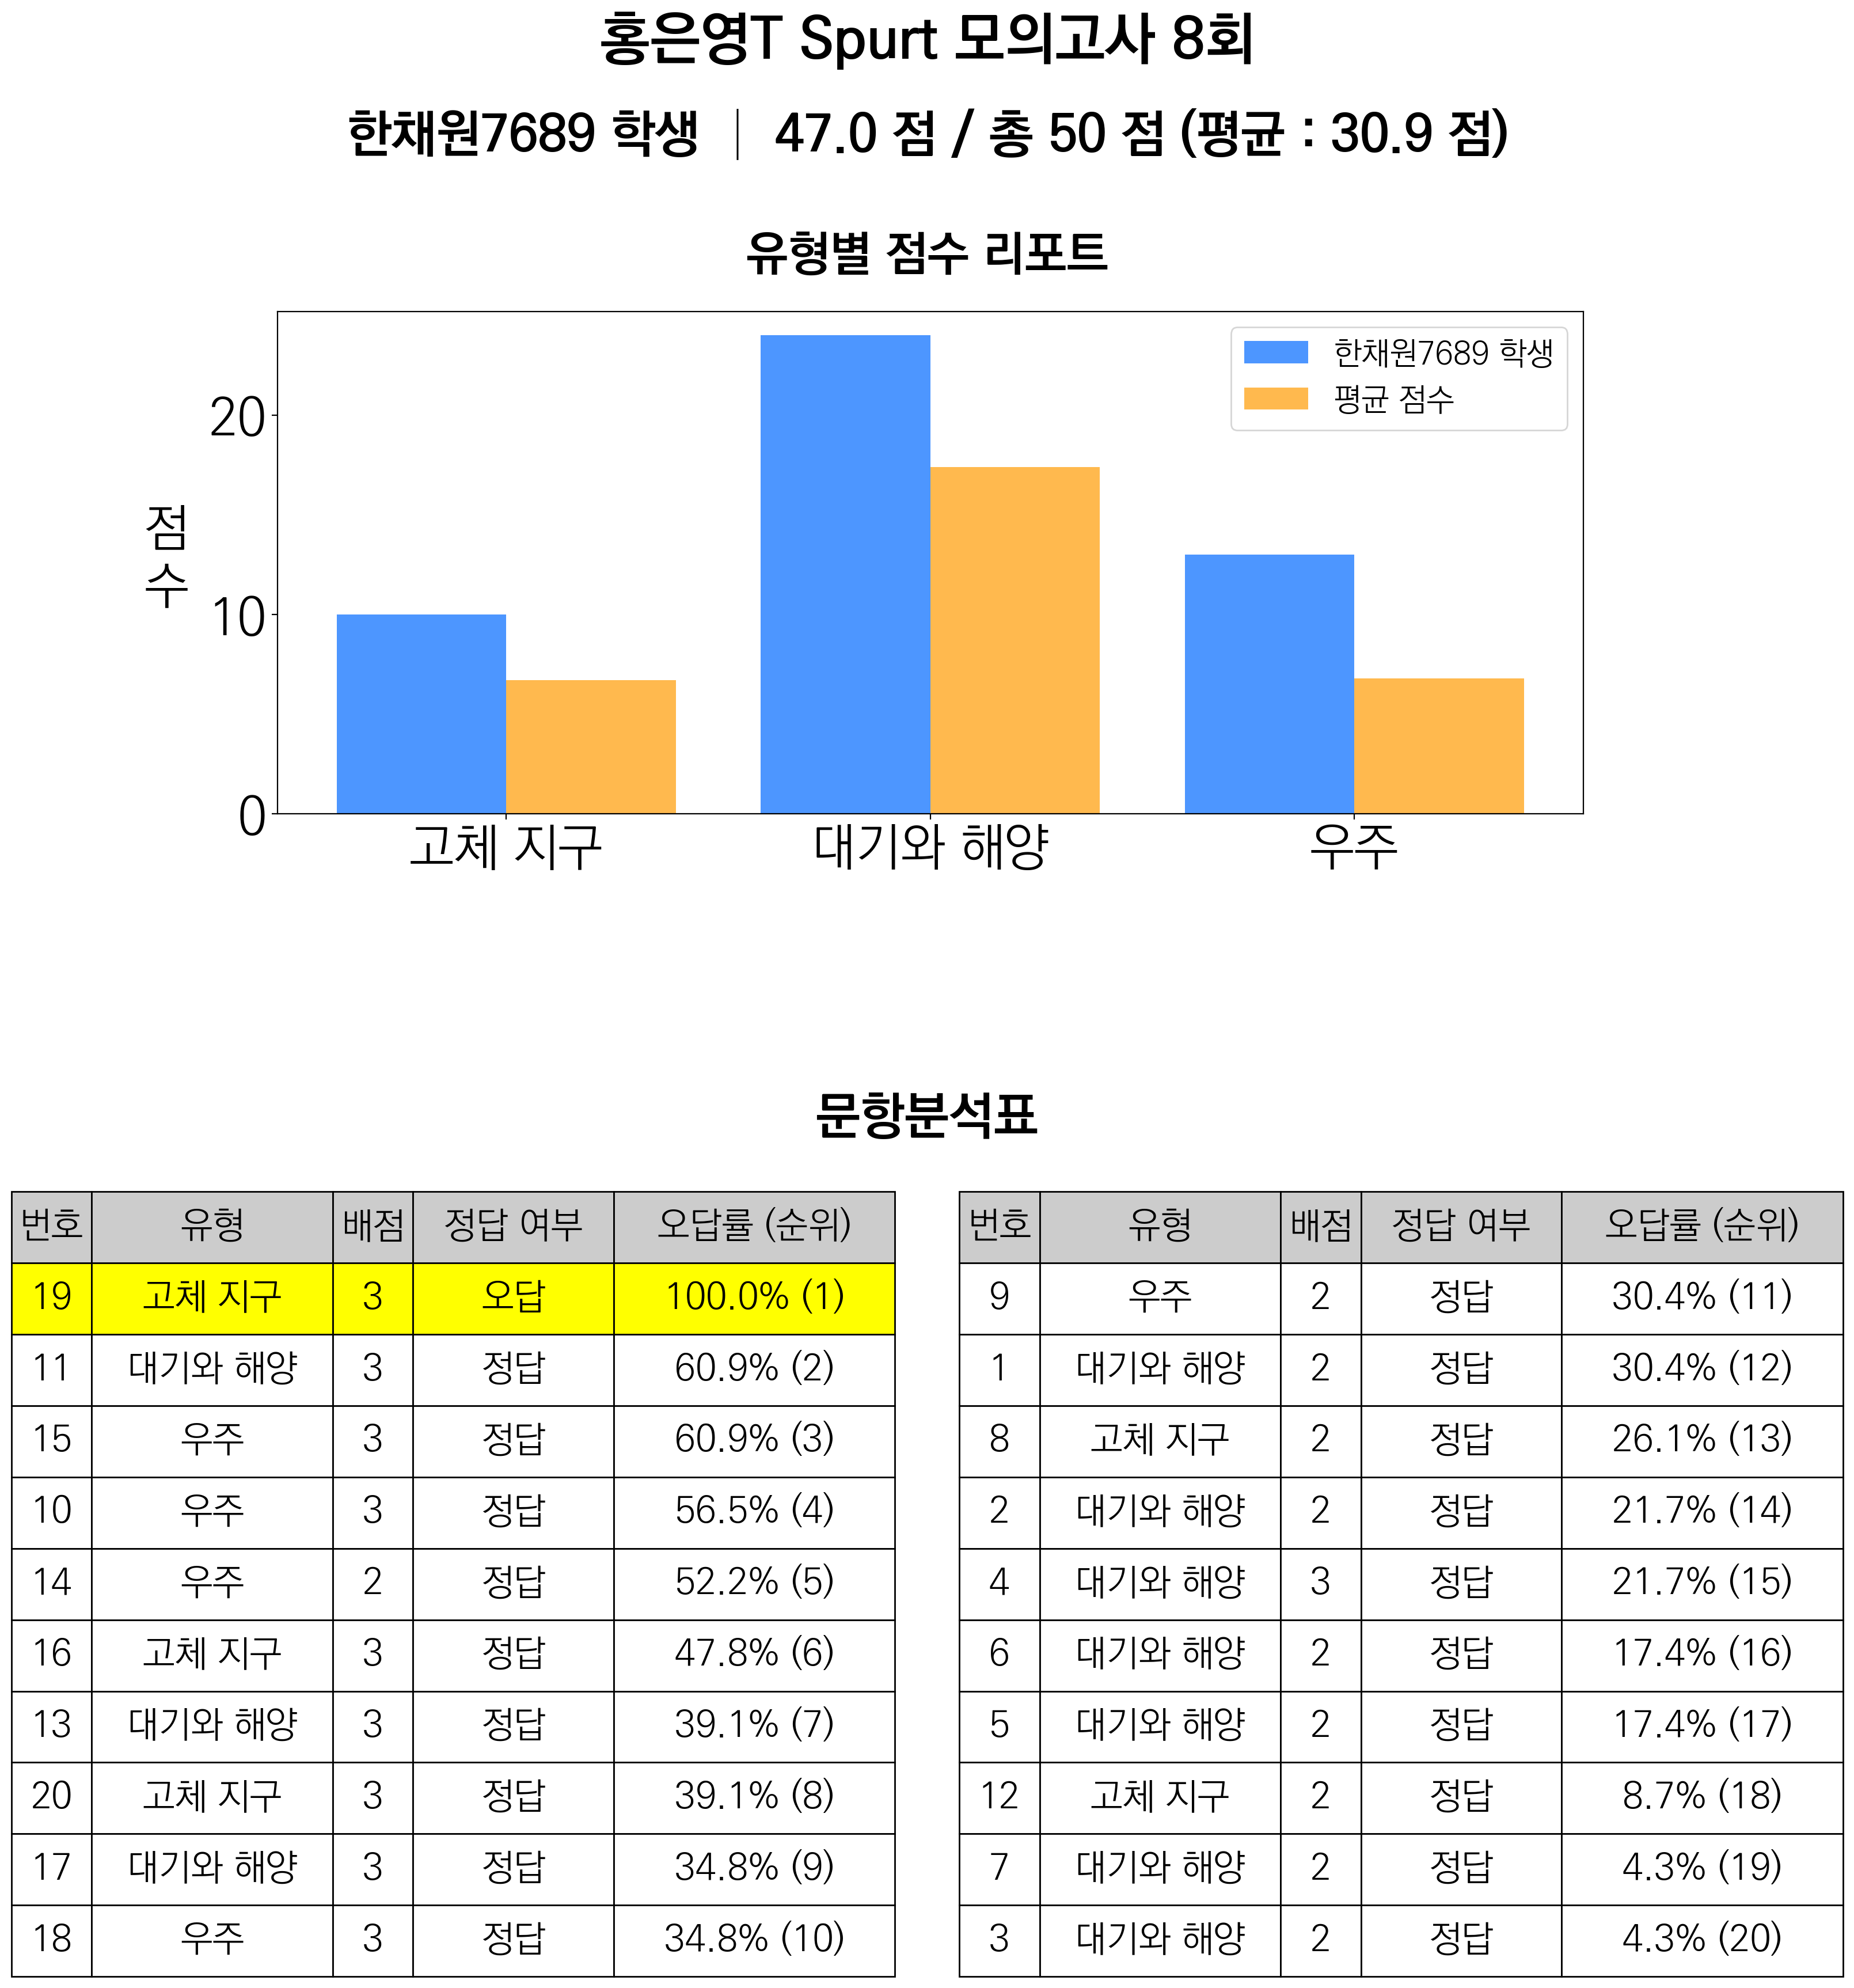 홍은영T Spurt 모의고사 8회
한채원7689 학생 | 47.0 점 / 총 50 점 (평균 : 30.9 점)
유형별 점수 리포트
한채원7689 학생
평균 점수
점
수
20
10
0
고체 지구 대기와 해양 우주
문항분석표
번호 유형 배점 정답 여부 오답률 (순위)
19 고체 지구 3 오답 100.0% (1)
11 대기와 해양 3 정답 60.9% (2)
15 우주 3 정답 60.9% (3)
10 우주 3 정답 56.5% (4)
14 우주 2 정답 52.2% (5)
16 고체 지구 3 정답 47.8% (6)
13 대기와 해양 3 정답 39.1% (7)
20 고체 지구 3 정답 39.1% (8)
17 대기와 해양 3 정답 34.8% (9)
18 우주 3 정답 34.8% (10)
번호 유형 배점 정답 여부 오답률 (순위)
9 우주 2 정답 30.4% (11)
1 대기와 해양 2 정답 30.4% (12)
8 고체 지구 2 정답 26.1% (13)
2 대기와 해양 2 정답 21.7% (14)
4 대기와 해양 3 정답 21.7% (15)
6 대기와 해양 2 정답 17.4% (16)
5 대기와 해양 2 정답 17.4% (17)
12 고체 지구 2 정답 8.7% (18)
7 대기와 해양 2 정답 4.3% (19)
3 대기와 해양 2 정답 4.3% (20)